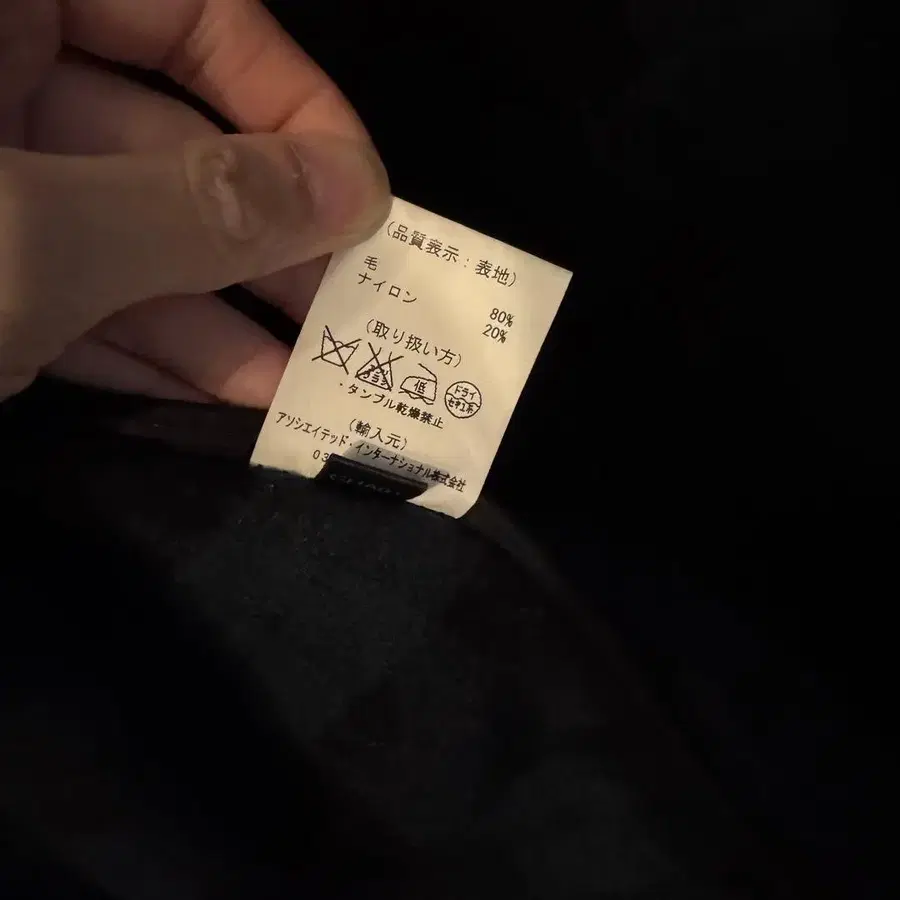 (品質表示:表地)
毛 80%
ナイロン 20%
(取り扱い方)
低
ドライ
セキユ系
・タンブル乾燥禁止
(輸入元)
アソシエイテッド・インターナショナル株式会社
03